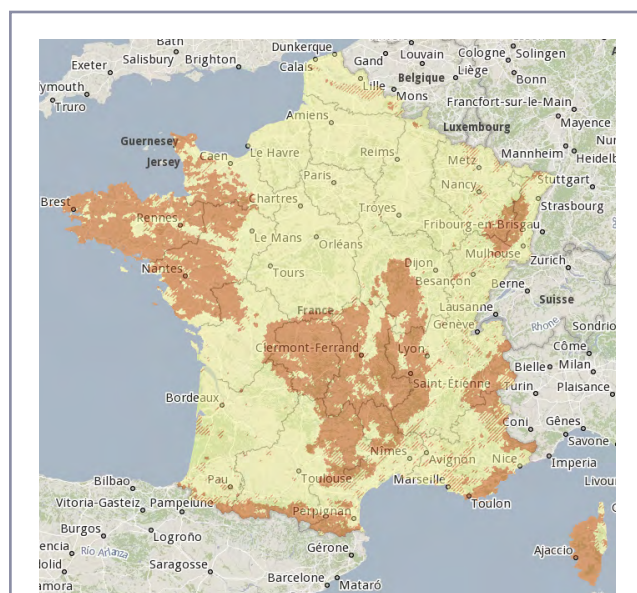 Bath
Dunkerque
Salisbury
Brighton
Gand
Louvain
Cologne
Solingen
Exeter
Calais
Liège
Bonn
ymouth
Belgique
Lille
Mons
Truro
Francfort-sur-le-Main
Amiens
Mayence
Guernesey
Luxembourg
Nur
Le Havre
Reims
Mannheim
Heidelb
Jersey
Caen
Metz
Paris
Nancy
Stuttgart
Brest
Chartres
Strasbourg
Troyes
Rennes
Fribourg-en-Brisgau
Le Mans
Orléans
Mulhouse
Dijon
Zurich
Nantes
Tours
Besançon
Berne
Suisse
France
Lausanne
Genève
Rhone
Sondrio
Clermont-Ferrand
Lyon
Côme
Bielle
Milan
Saint-Étienne
Turin
Plaisance
Bordeaux
Coni
Gênes
Savone
Nîmes
Avignon
Nice
Imperia
Bilbao
Pau
Toulouse
Marseille
Livou
Vitoria-Gasteiz
Pampelune
Toulon
Perpignan
Burgos
Logroño
encia
Río Arlanza
Gérone
Ajaccio
lolid
Saragosse
Barcelone
Mataró
amora